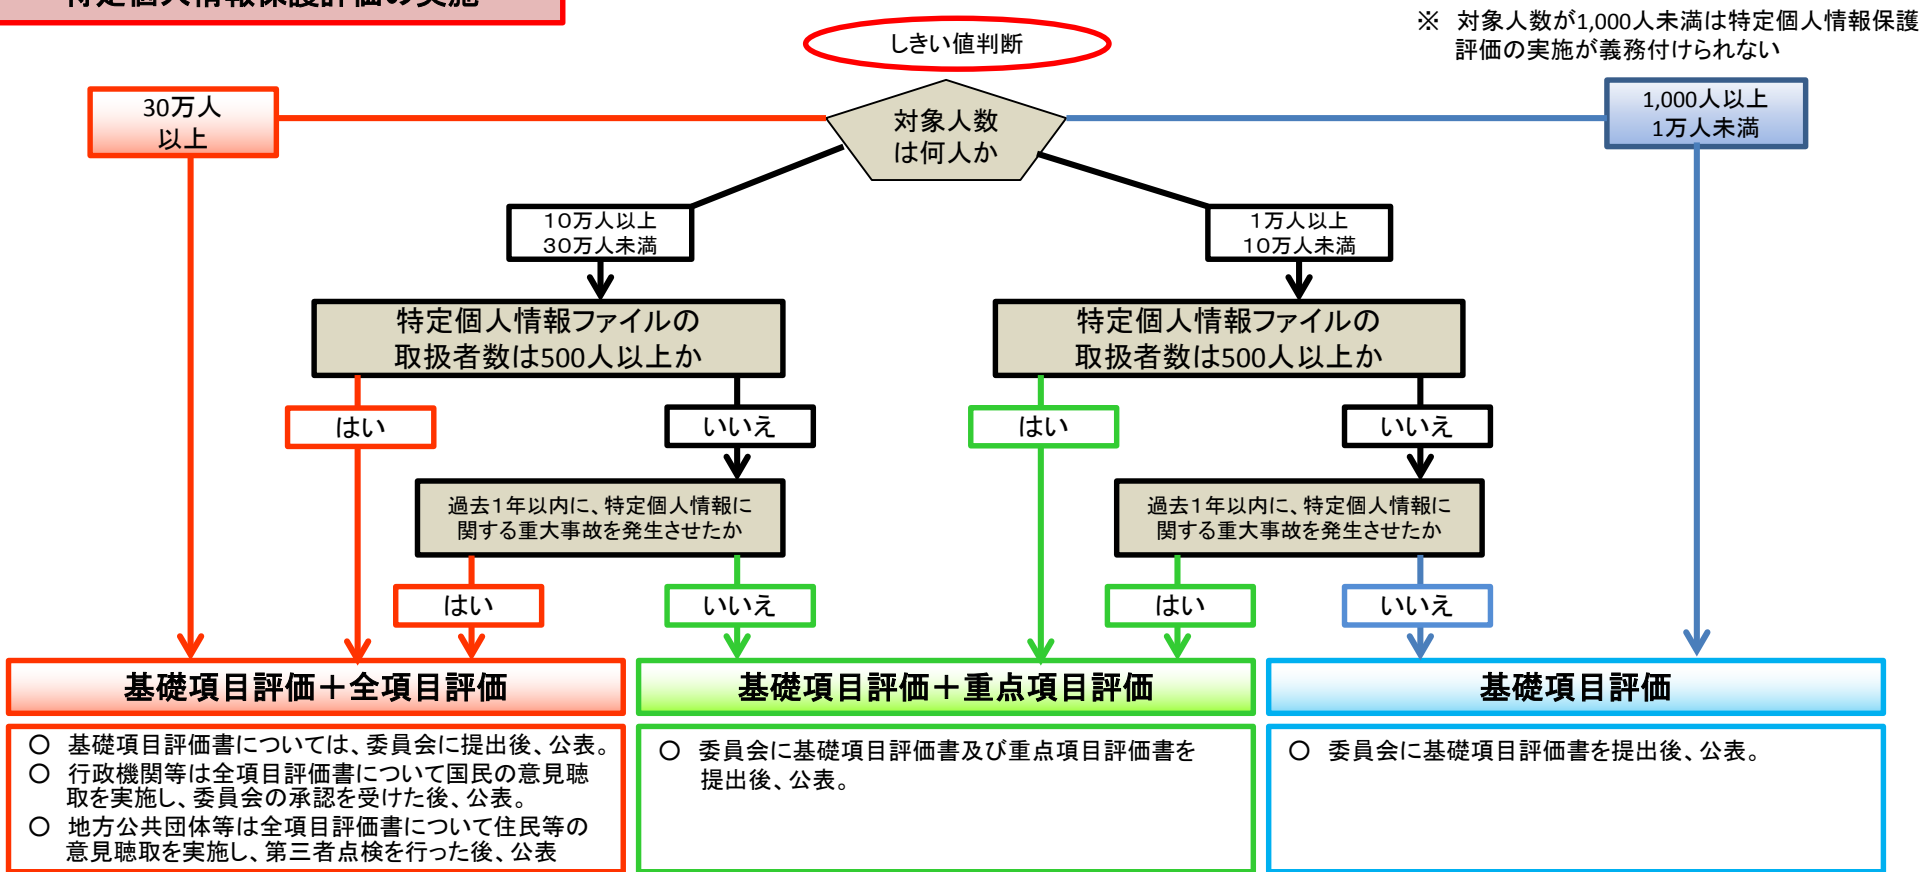 特定個人情報保護評価の実施
しきい値判断
※ 対象人数が1,000人未満は特定個人情報保護
評価の実施が義務付けられない
30万人
以上
対象人数
は何人か
1,000人以上
1万人未満
10万人以上
30万人未満
1万人以上
10万人未満
特定個人情報ファイルの
取扱者数は500人以上か
特定個人情報ファイルの
取扱者数は500人以上か
はい
いいえ
はい
いいえ
過去1年以内に、特定個人情報に
関する重大事故を発生させたか
過去1年以内に、特定個人情報に
関する重大事故を発生させたか
はい
いいえ
はい
いいえ
基礎項目評価＋全項目評価
基礎項目評価＋重点項目評価
基礎項目評価
○ 基礎項目評価書については、委員会に提出後、公表。
○ 行政機関等は全項目評価書について国民の意見聴
取を実施し、委員会の承認を受けた後、公表。
○ 地方公共団体等は全項目評価書について住民等の
意見聴取を実施し、第三者点検を行った後、公表
○ 委員会に基礎項目評価書及び重点項目評価書を
提出後、公表。
○ 委員会に基礎項目評価書を提出後、公表。